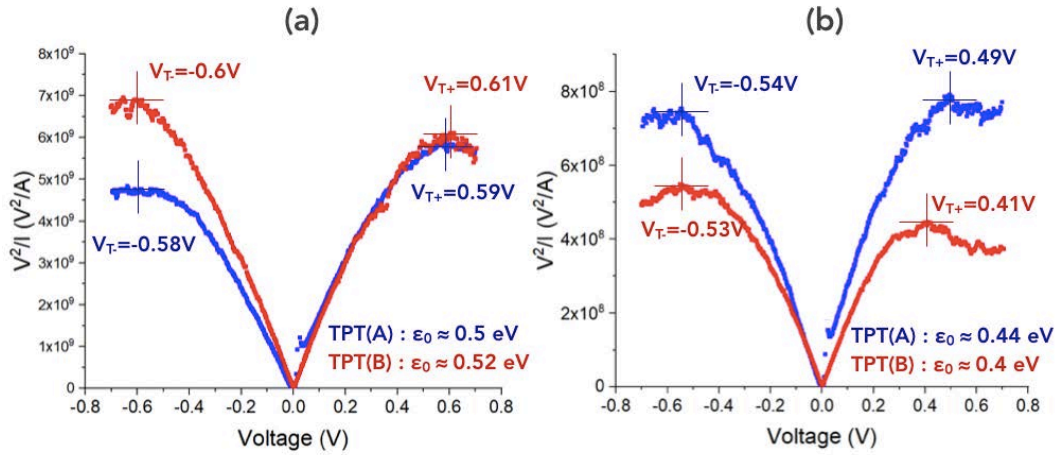 (a)
V²/I (V²/A)
8x10⁹
7x10⁹
6x10⁹
5x10⁹
4x10⁹
3x10⁹
2x10⁹
1x10⁹
0
V_T-=-0.6V
V_T+=0.61V
V_T+=0.59V
V_T-=-0.58V
TPT(A) : ε₀ ≈ 0.5 eV
TPT(B) : ε₀ ≈ 0.52 eV
-0.8 -0.6 -0.4 -0.2 0.0 0.2 0.4 0.6 0.8
Voltage (V)
(b)
V²/I (V²/A)
8x10⁸
6x10⁸
4x10⁸
2x10⁸
0
V_T-=-0.54V
V_T+=0.49V
V_T+=0.41V
V_T-=-0.53V
TPT(A) : ε₀ ≈ 0.44 eV
TPT(B) : ε₀ ≈ 0.4 eV
-0.8 -0.6 -0.4 -0.2 0.0 0.2 0.4 0.6 0.8
Voltage (V)